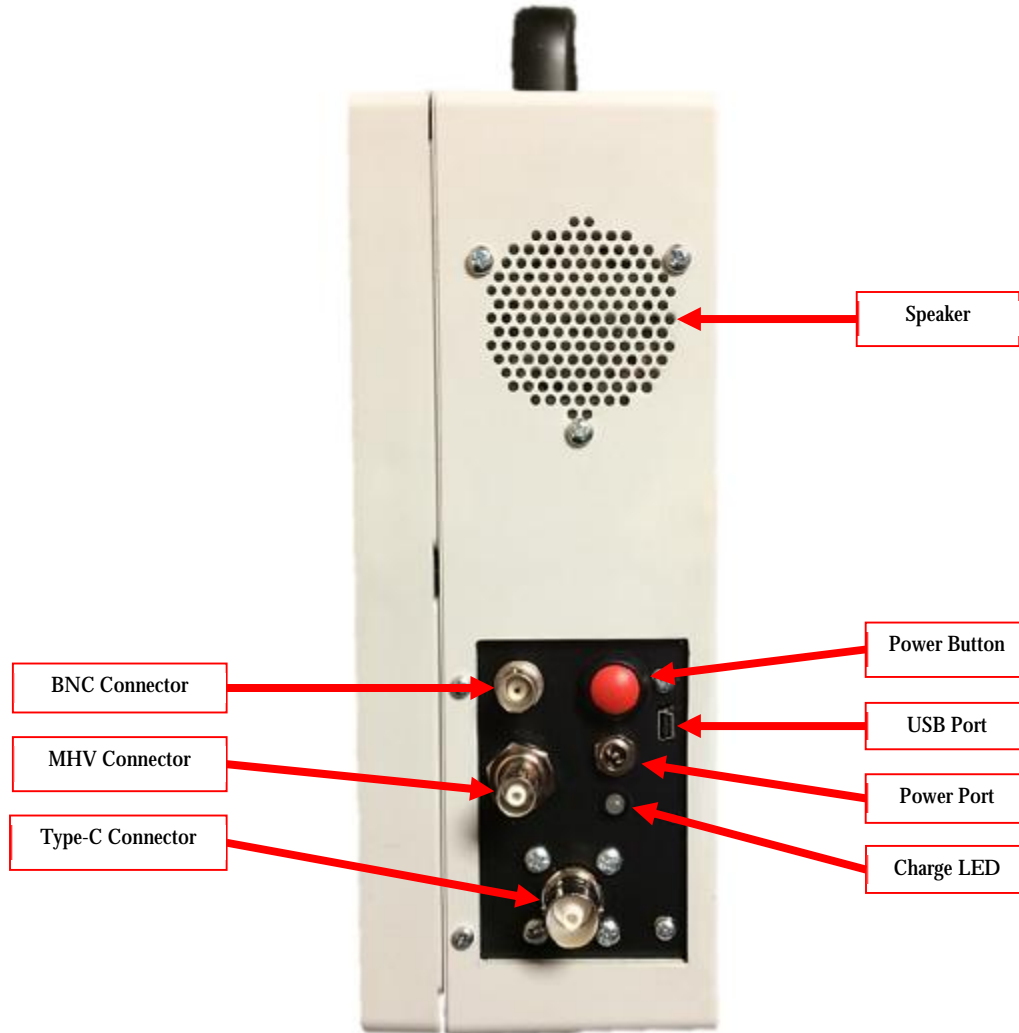 Speaker
Power Button
BNC Connector
USB Port
MHV Connector
Power Port
Type-C Connector
Charge LED